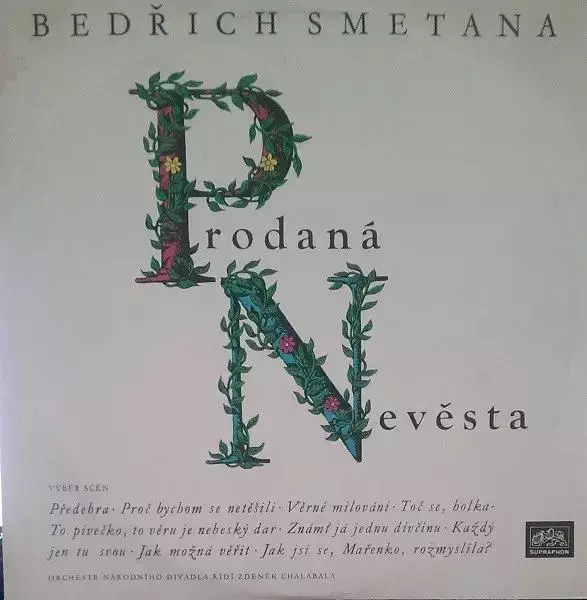 BEDŘICH SMETANA
Prodaná
Nevěsta
VÝBĚR SCÉN
Předehra · Proč bychom se netěšili · Věrné milování · Toč se, holka ·
To pivečko, to věru je nebeský dar · Známť já jednu dívčinu · Každý
jen tu svou · Jak možná věřit · Jak jsi se, Mařenko, rozmyslila?
SUPRAPHON
ORCHESTR NÁRODNÍHO DIVADLA ŘÍDÍ ZDENĚK CHALABALA